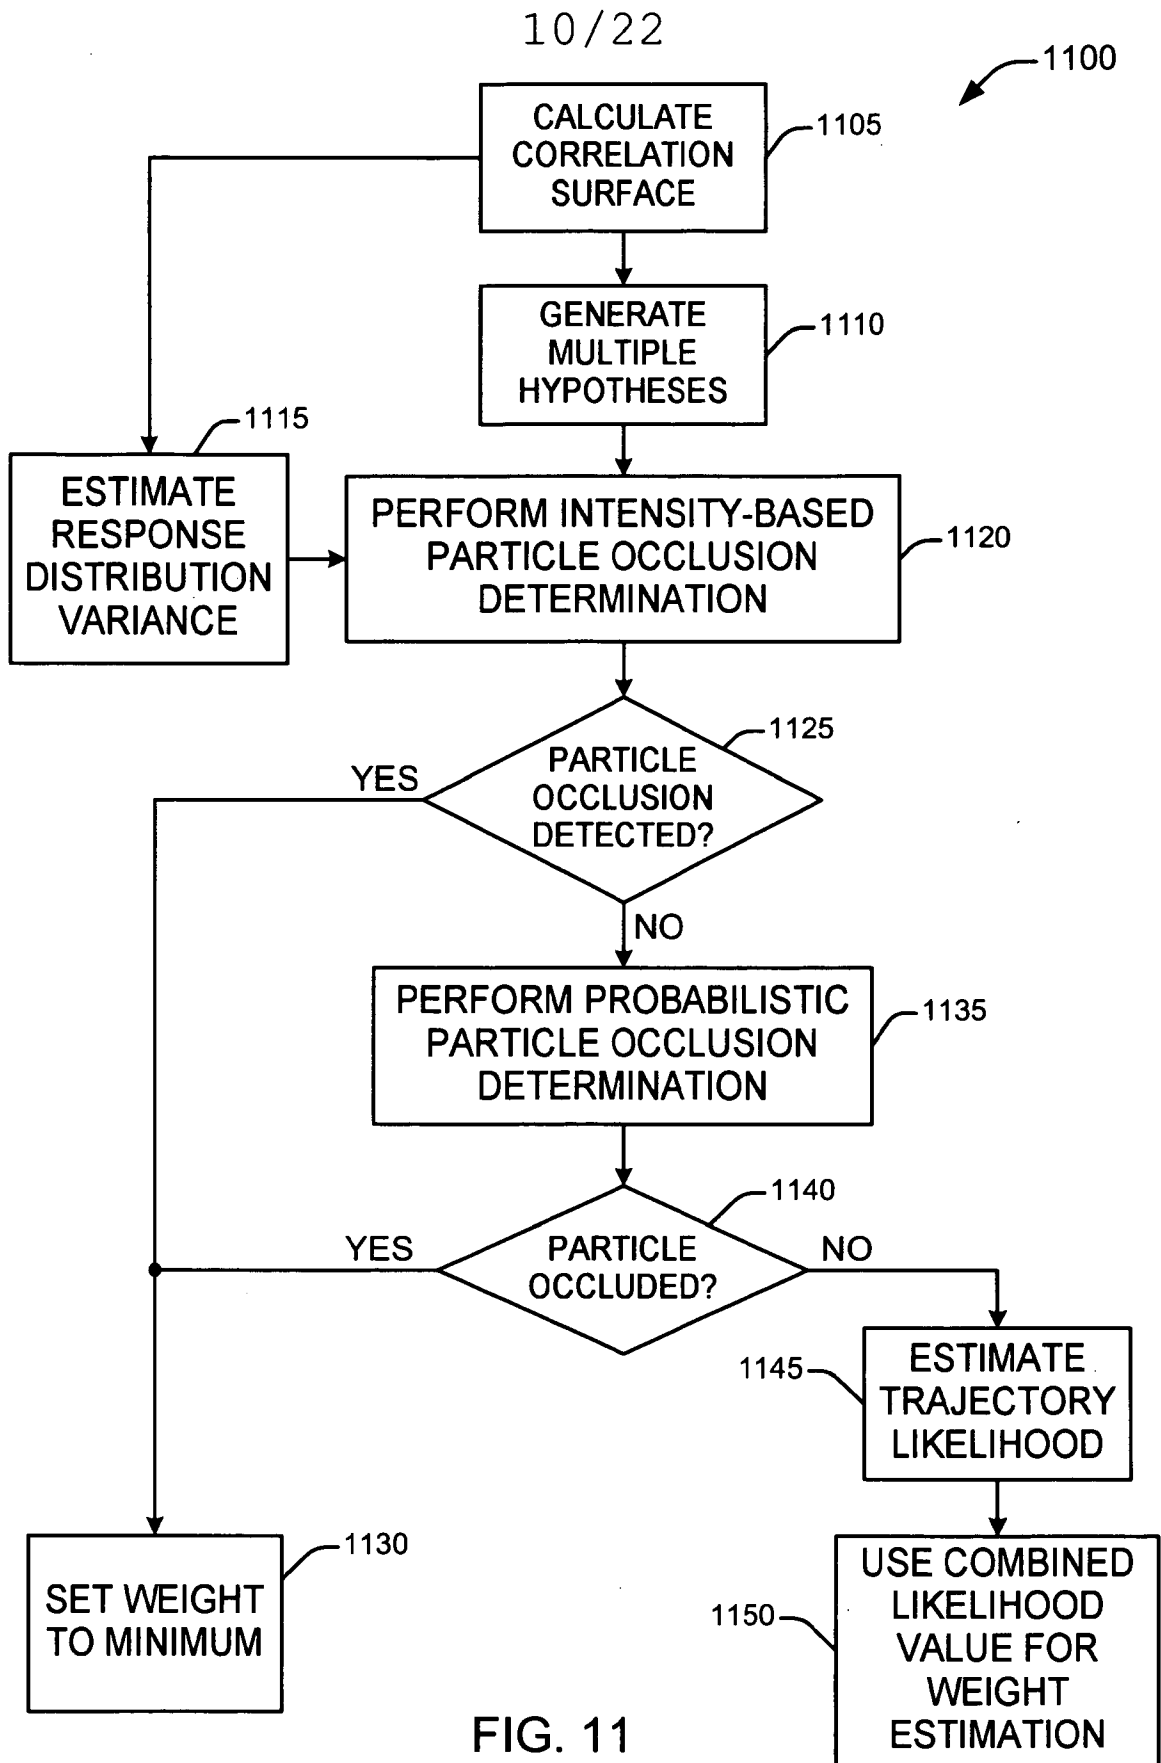 10/22
1100
CALCULATE
CORRELATION
SURFACE
1105
GENERATE
MULTIPLE
HYPOTHESES
1110
1115
ESTIMATE
RESPONSE
DISTRIBUTION
VARIANCE
PERFORM INTENSITY-BASED
PARTICLE OCCLUSION
DETERMINATION
1120
1125
PARTICLE
OCCLUSION
DETECTED?
YES
NO
PERFORM PROBABILISTIC
PARTICLE OCCLUSION
DETERMINATION
1135
1140
PARTICLE
OCCLUDED?
YES
NO
1145
ESTIMATE
TRAJECTORY
LIKELIHOOD
1130
SET WEIGHT
TO MINIMUM
1150
USE COMBINED
LIKELIHOOD
VALUE FOR
WEIGHT
ESTIMATION
FIG. 11